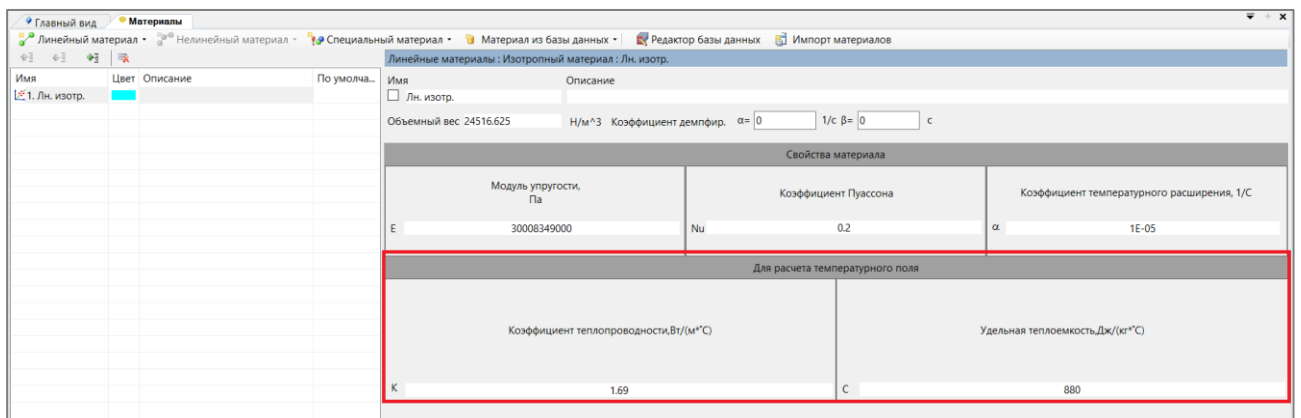 Главный вид Материалы
Линейный материал Нелинейный материал Специальный материал Материал из базы данных Редактор базы данных Импорт материалов
Линейные материалы : Изотропный материал : Лн. изотр.
Имя Цвет Описание По умолча...
1. Лн. изотр.
Имя Описание
Лн. изотр.
Объемный вес 24516.625 Н/м^3 Коэффициент демпфир. α= 0 1/с β= 0 с
Свойства материала
Модуль упругости,
Па
Коэффициент Пуассона
Коэффициент температурного расширения, 1/С
E 30008349000 Nu 0.2 α 1E-05
Для расчета температурного поля
Коэффициент теплопроводности,Вт/(м*˚С) Удельная теплоемкость,Дж/(кг*˚С)
K 1.69 C 880